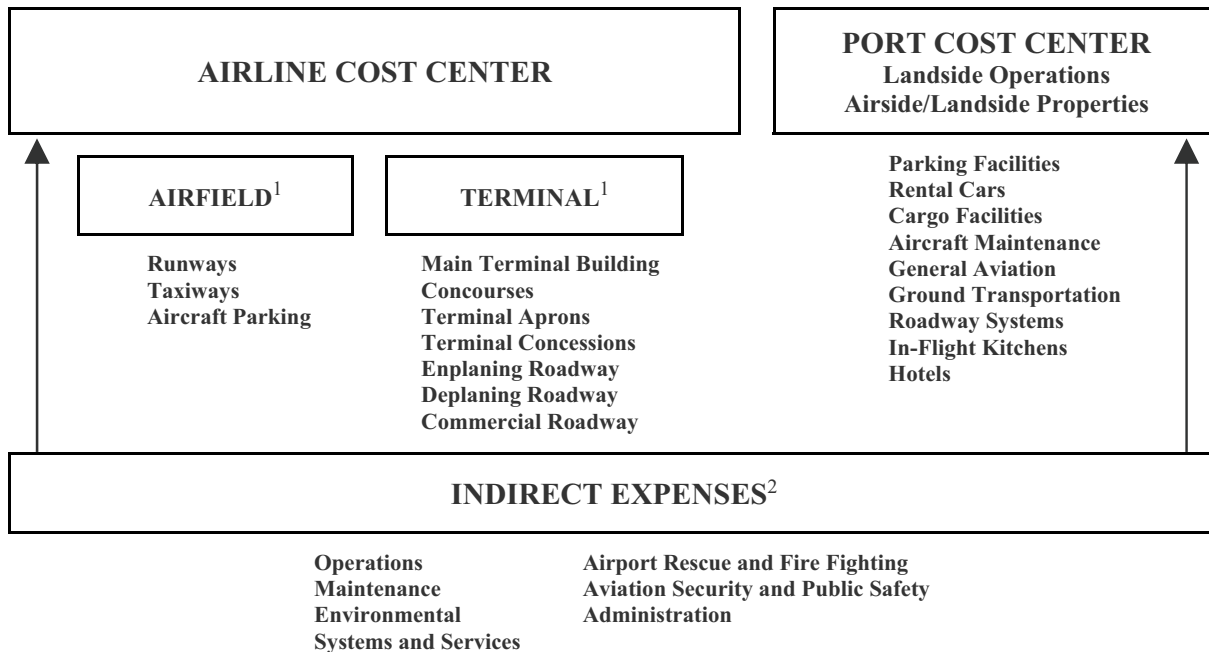 AIRLINE COST CENTER
PORT COST CENTER
Landside Operations
Airside/Landside Properties
AIRFIELD¹
Runways
Taxiways
Aircraft Parking
TERMINAL¹
Main Terminal Building
Concourses
Terminal Aprons
Terminal Concessions
Enplaning Roadway
Deplaning Roadway
Commercial Roadway
Parking Facilities
Rental Cars
Cargo Facilities
Aircraft Maintenance
General Aviation
Ground Transportation
Roadway Systems
In-Flight Kitchens
Hotels
INDIRECT EXPENSES²
Operations
Maintenance
Environmental
Systems and Services
Airport Rescue and Fire Fighting
Aviation Security and Public Safety
Administration